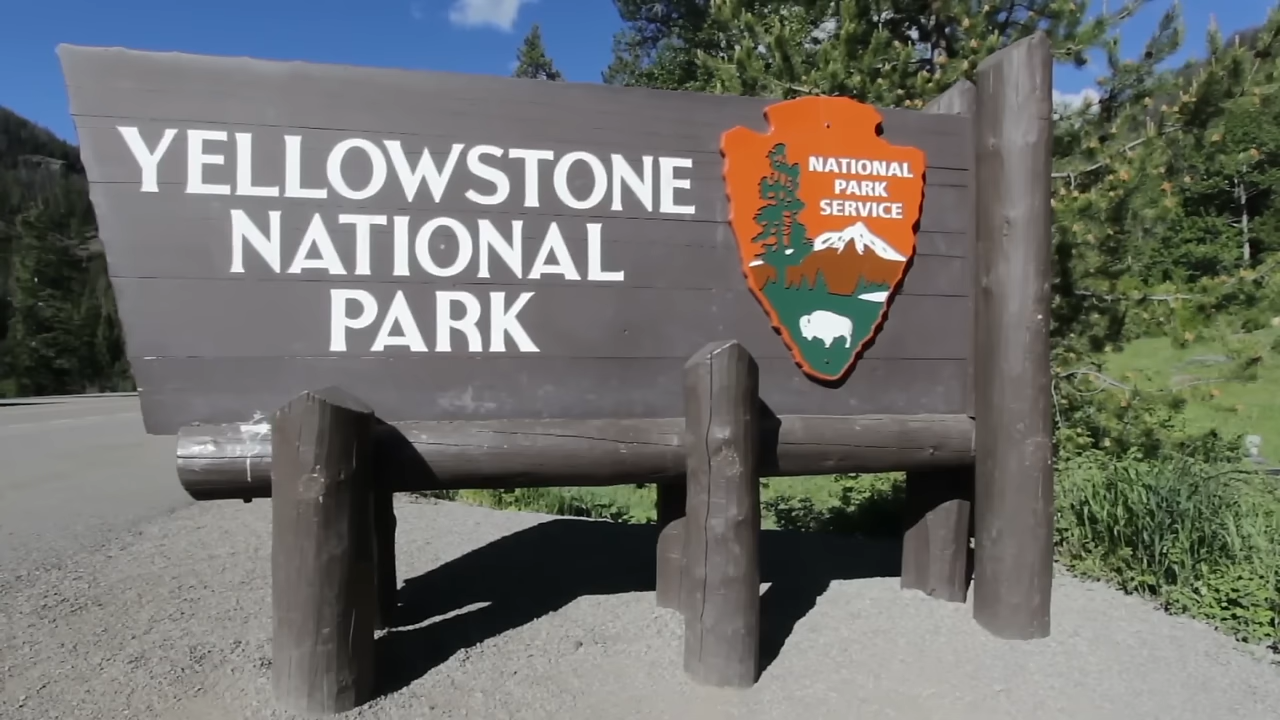 YELLOWSTONE
NATIONAL
PARK
NATIONAL
PARK
SERVICE